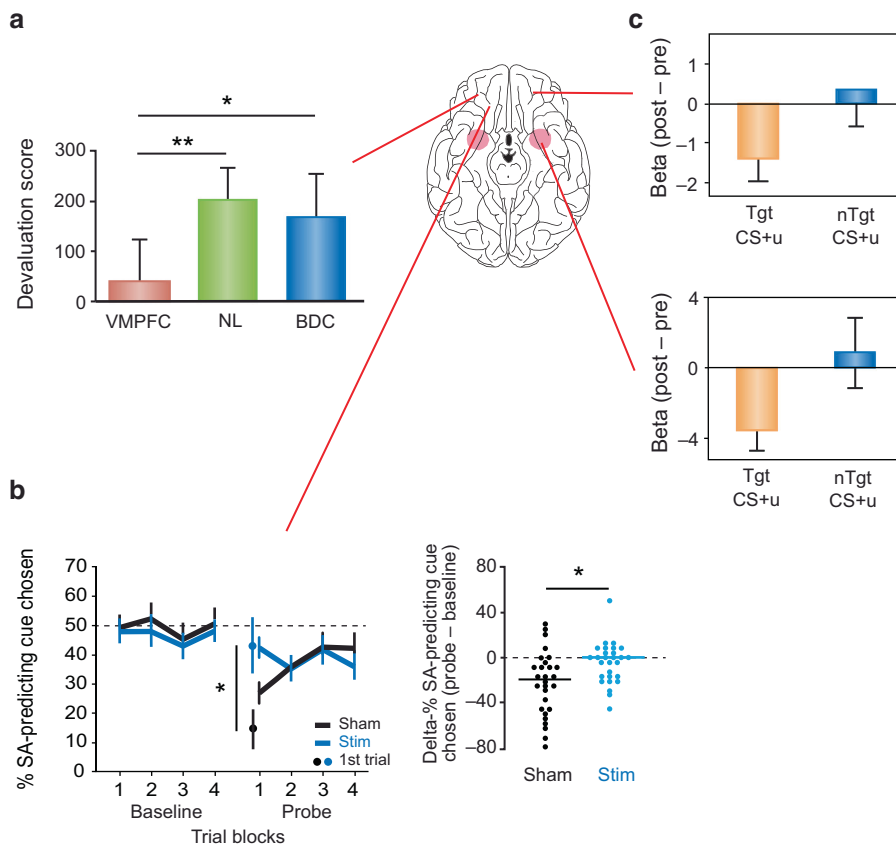 a
Devaluation score
300
200
100
0
*
**
VMPFC NL BDC
c
Beta (post – pre)
1
0
–1
–2
Tgt nTgt
CS+u CS+u
Beta (post – pre)
4
0
–4
Tgt nTgt
CS+u CS+u
b
% SA-predicting cue chosen
70
60
50
40
30
20
10
0
*
Sham
Stim
1st trial
1 2 3 4 1 2 3 4
Baseline Probe
Trial blocks
Delta-% SA-predicting cue
chosen (probe – baseline)
80
40
0
–40
–80
*
Sham Stim